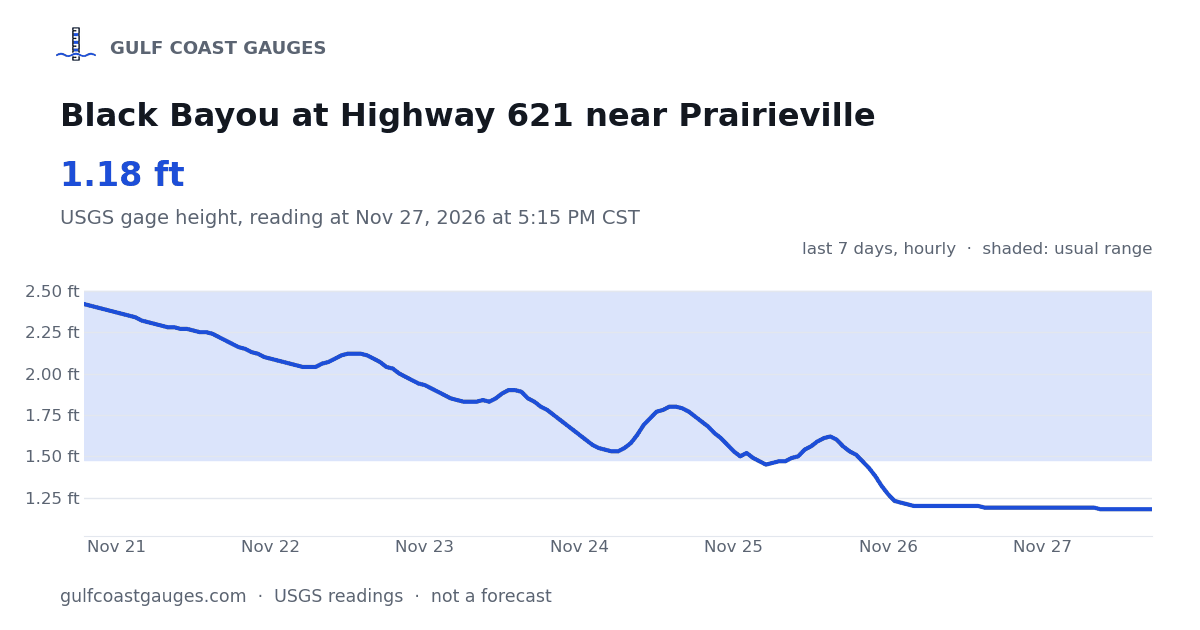 GULF COAST GAUGES
Black Bayou at Highway 621 near Prairieville
1.18 ft
USGS gage height, reading at Nov 27, 2026 at 5:15 PM CST
last 7 days, hourly · shaded: usual range
2.50 ft
2.25 ft
2.00 ft
1.75 ft
1.50 ft
1.25 ft
Nov 21 Nov 22 Nov 23 Nov 24 Nov 25 Nov 26 Nov 27
gulfcoastgauges.com · USGS readings · not a forecast